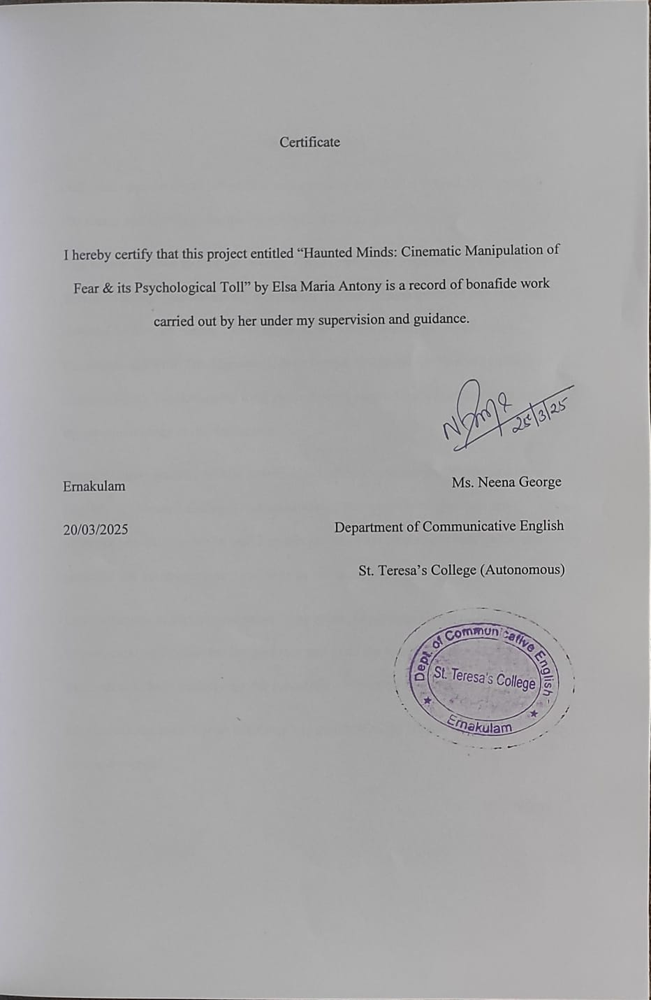 Certificate
I hereby certify that this project entitled “Haunted Minds: Cinematic Manipulation of
Fear & its Psychological Toll” by Elsa Maria Antony is a record of bonafide work
carried out by her under my supervision and guidance.
25/3/25
Ernakulam
Ms. Neena George
20/03/2025
Department of Communicative English
St. Teresa’s College (Autonomous)
Dept. of Communicative English
St. Teresa's College
Ernakulam